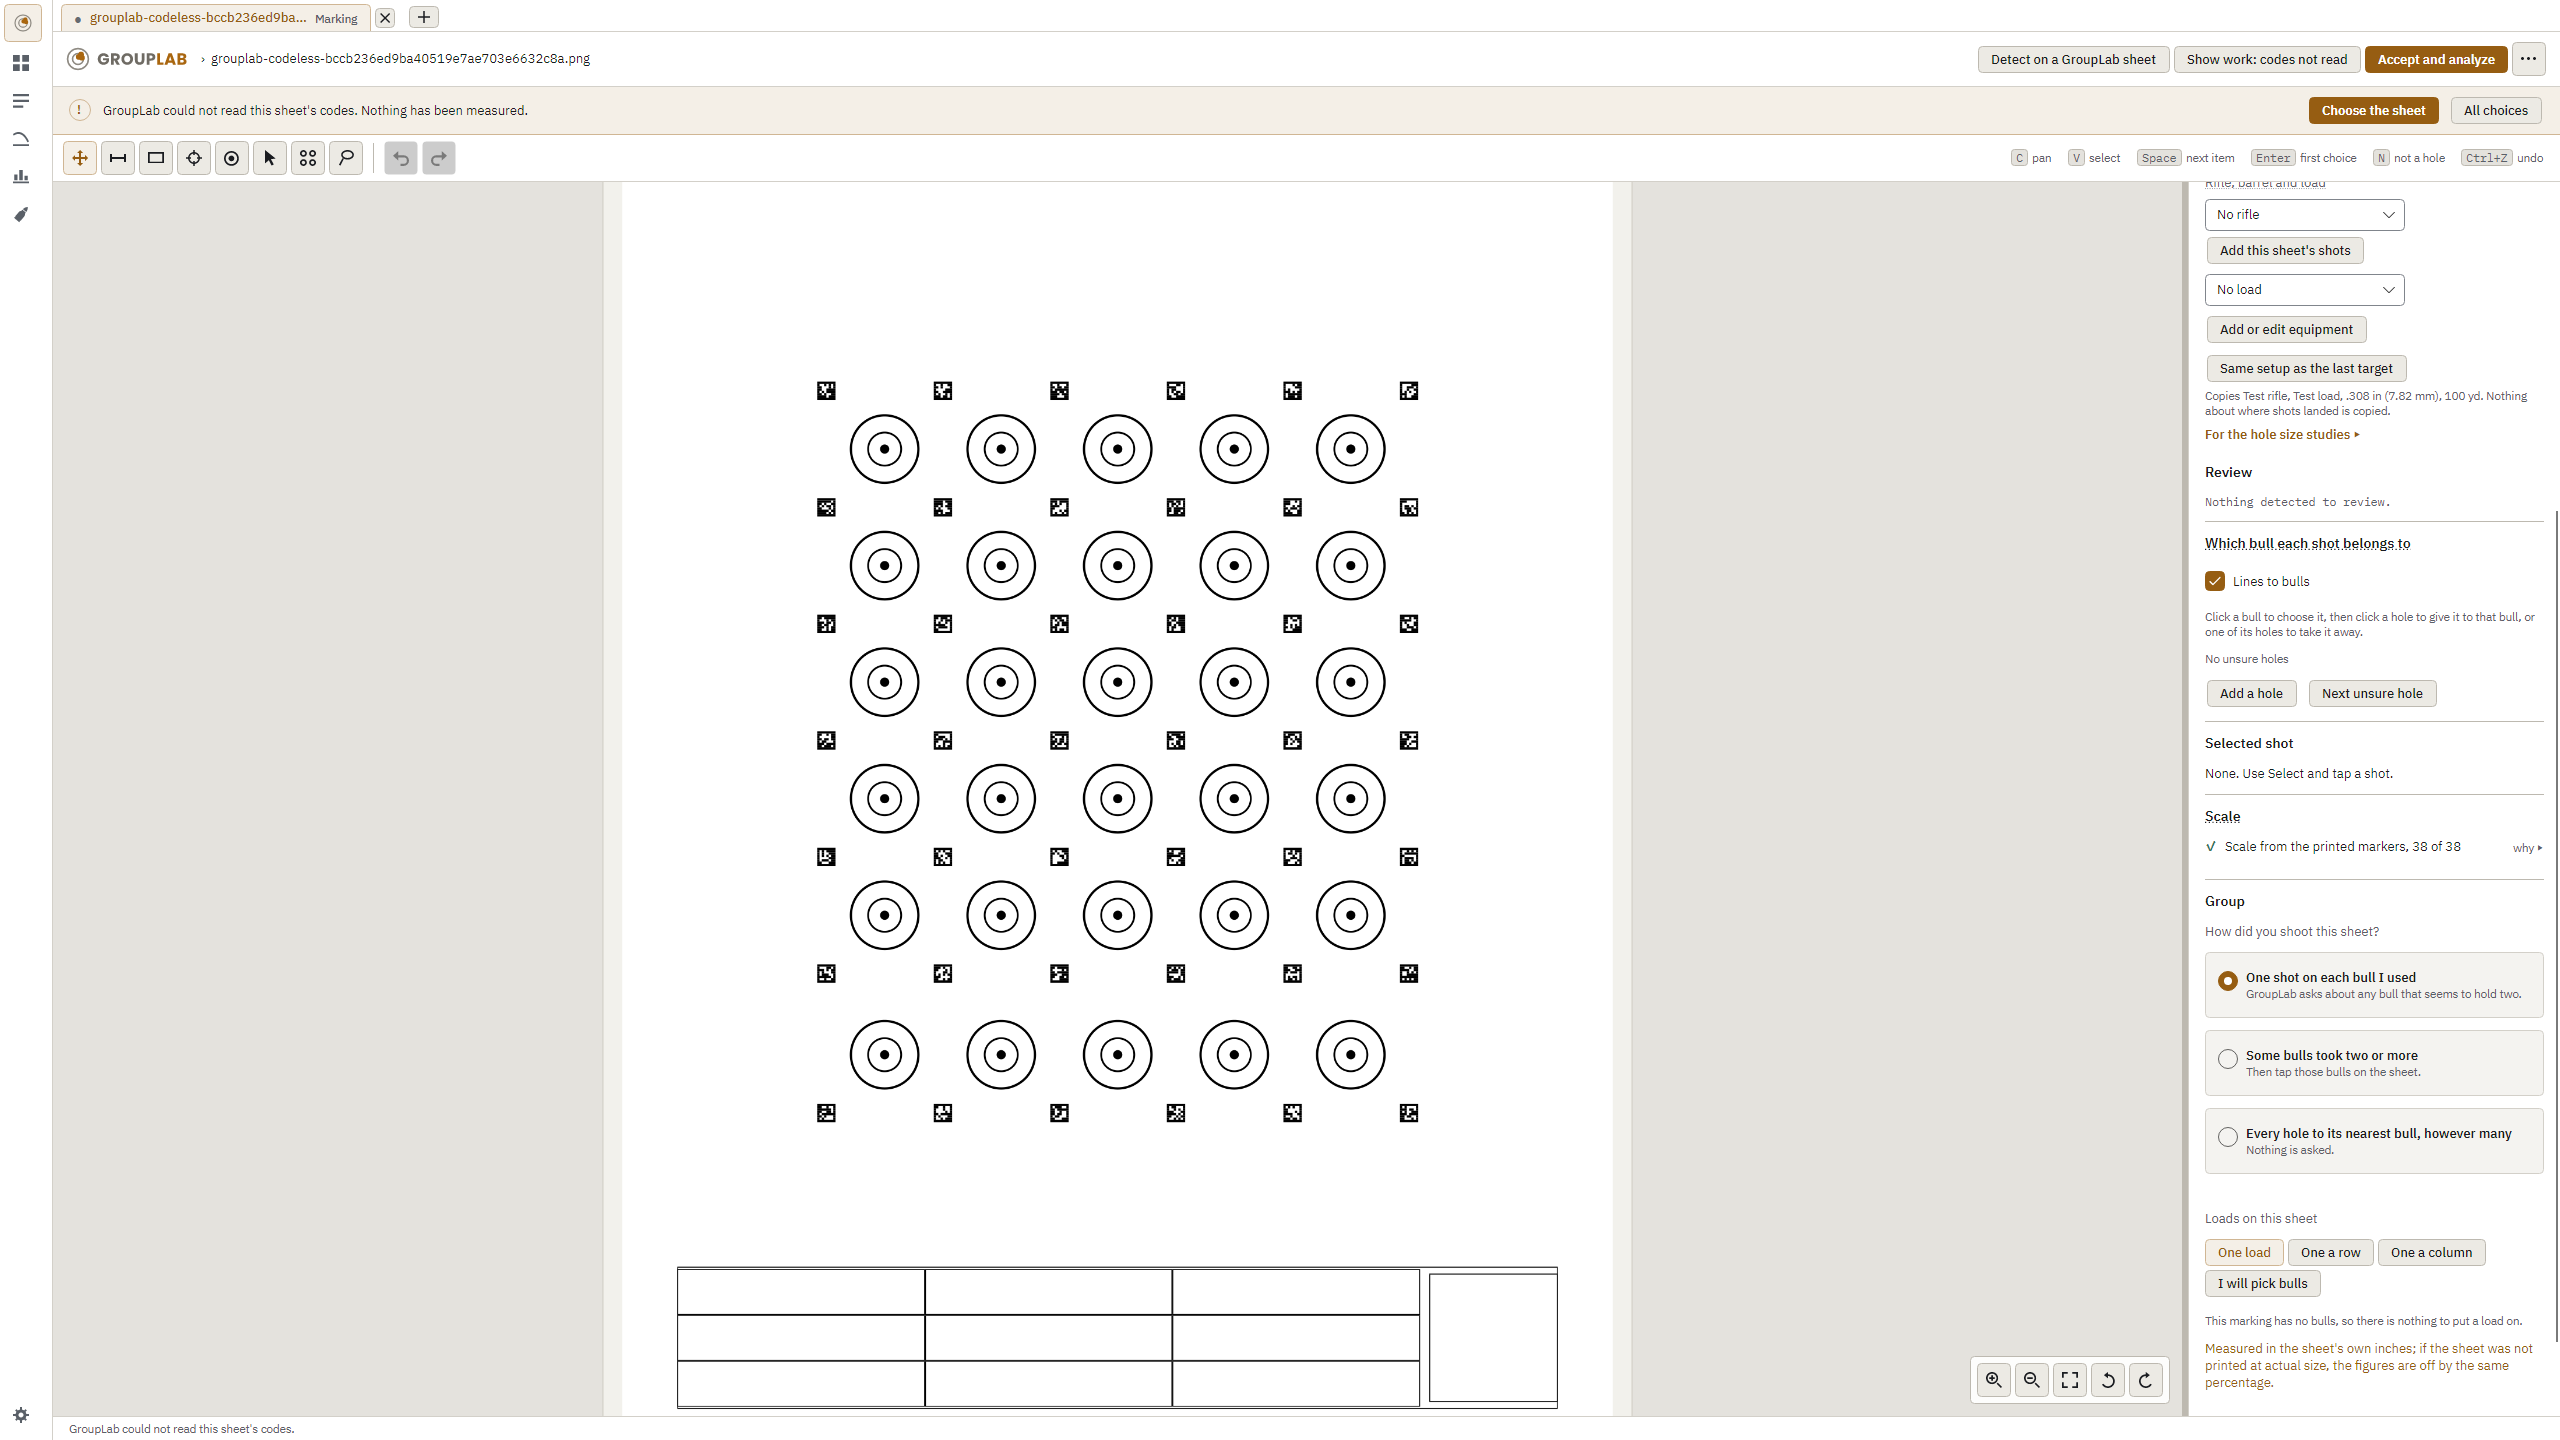 grouplab-codeless-bccb236ed9ba... Marking
GROUPLAB › grouplab-codeless-bccb236ed9ba40519e7ae703e6632c8a.png
Detect on a GroupLab sheet
Show work: codes not read
Accept and analyze
GroupLab could not read this sheet's codes. Nothing has been measured.
Choose the sheet
All choices
C pan
V select
Space next item
Enter first choice
N not a hole
Ctrl+Z undo
Rifle, barrel and load
No rifle
Add this sheet's shots
No load
Add or edit equipment
Same setup as the last target
Copies Test rifle, Test load, .308 in (7.82 mm), 100 yd. Nothing
about where shots landed is copied.
For the hole size studies ▸
Review
Nothing detected to review.
Which bull each shot belongs to
Lines to bulls
Click a bull to choose it, then click a hole to give it to that bull, or
one of its holes to take it away.
No unsure holes
Add a hole
Next unsure hole
Selected shot
None. Use Select and tap a shot.
Scale
√ Scale from the printed markers, 38 of 38
why ▸
Group
How did you shoot this sheet?
One shot on each bull I used
GroupLab asks about any bull that seems to hold two.
Some bulls took two or more
Then tap those bulls on the sheet.
Every hole to its nearest bull, however many
Nothing is asked.
Loads on this sheet
One load
One a row
One a column
I will pick bulls
This marking has no bulls, so there is nothing to put a load on.
Measured in the sheet's own inches; if the sheet was not
printed at actual size, the figures are off by the same
percentage.
GroupLab could not read this sheet's codes.